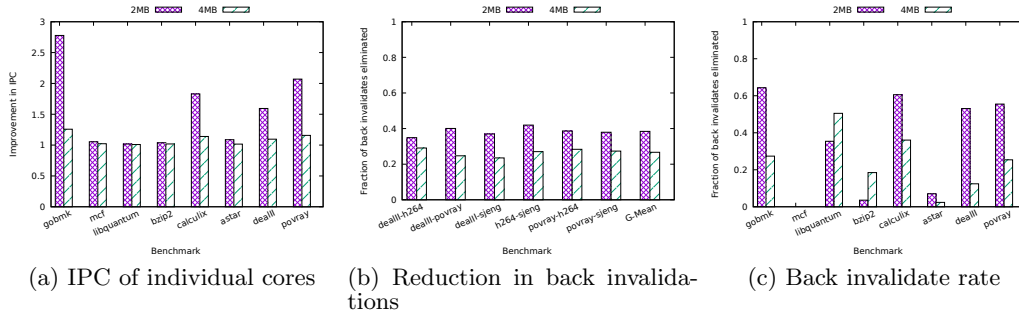 2MB 4MB
Improvement in IPC
3
2.5
2
1.5
1
0.5
0
gobmk mcf libquantum bzip2 calculix astar dealII povray
Benchmark
(a) IPC of individual cores
2MB 4MB
Fraction of back invalidates eliminated
1
0.8
0.6
0.4
0.2
0
dealII-h264 dealII-povray dealII-sjeng h264-sjeng povray-h264 povray-sjeng G-Mean
Benchmark
(b) Reduction in back invalida-
tions
2MB 4MB
Fraction of back invalidates eliminated
1
0.8
0.6
0.4
0.2
0
gobmk mcf libquantum bzip2 calculix astar dealII povray
Benchmark
(c) Back invalidate rate